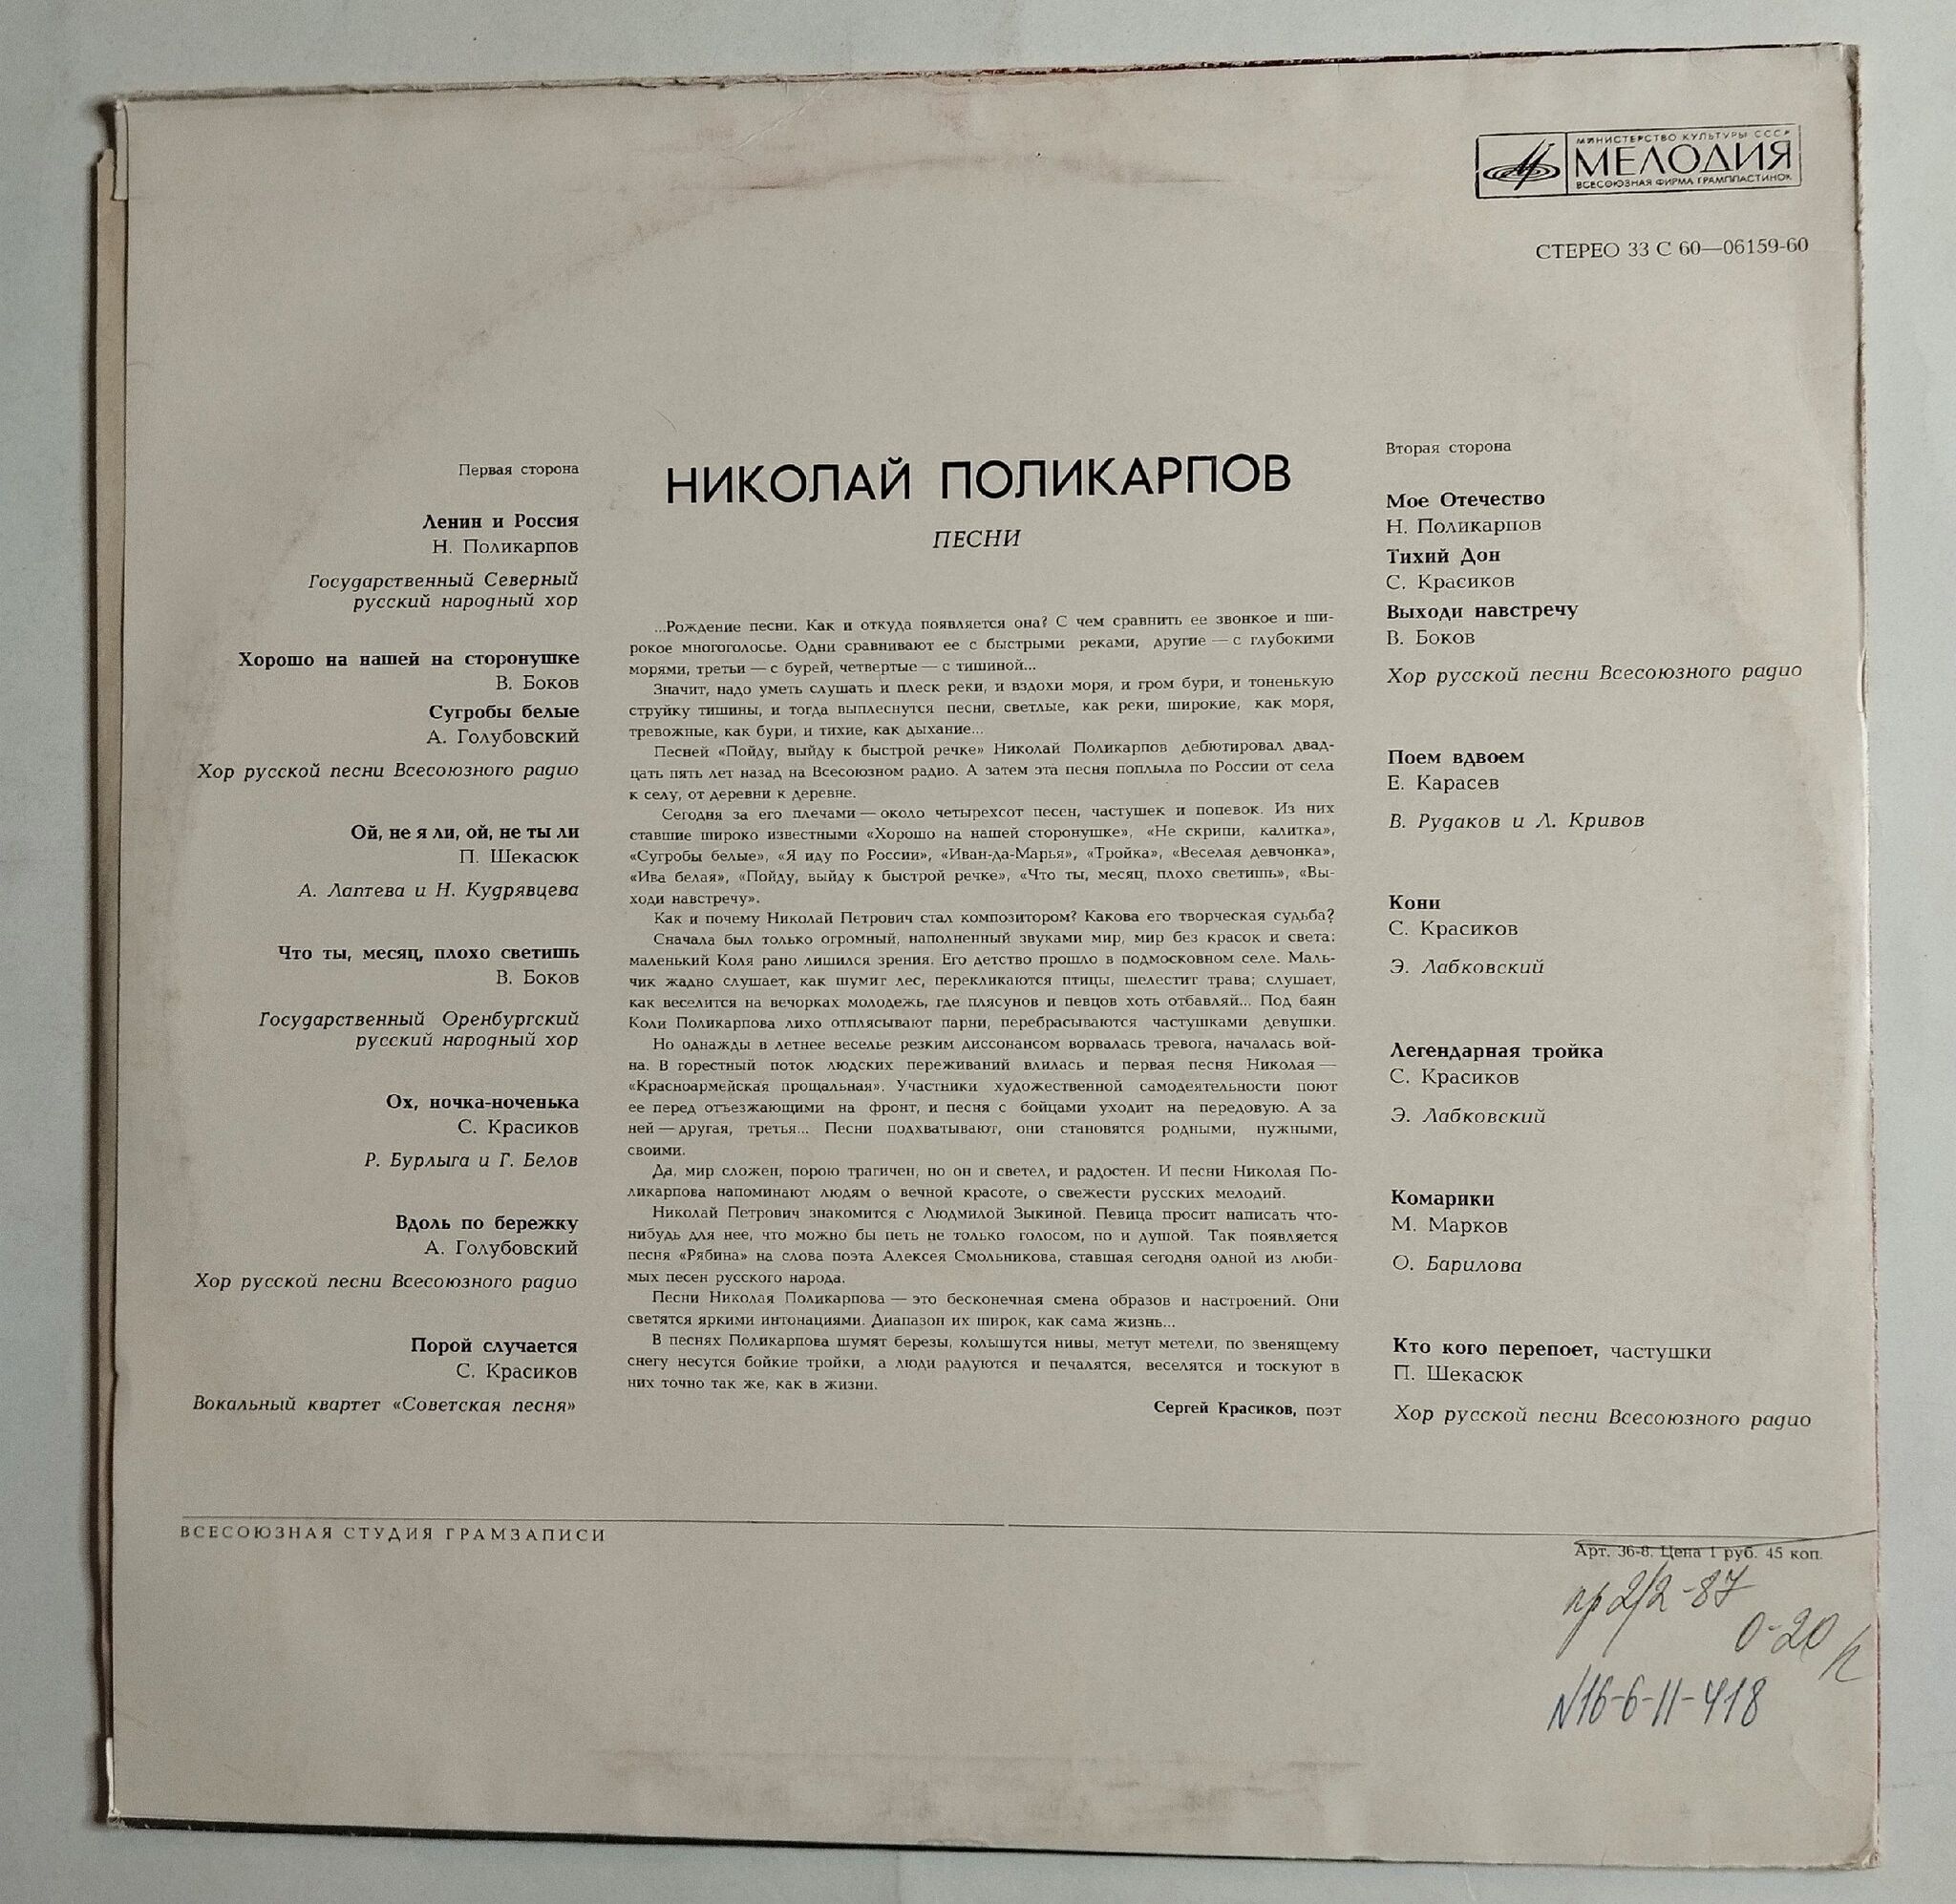 МИНИСТЕРСТВО КУЛЬТУРЫ СССР
МЕЛОДИЯ
ВСЕСОЮЗНАЯ ФИРМА ГРАМПЛАСТИНОК
СТЕРЕО 33 С 60—06159-60
Первая сторона
Ленин и Россия
Н. Поликарпов
Государственный Северный
русский народный хор
Хорошо на нашей на сторонушке
В. Боков
Сугробы белые
А. Голубовский
Хор русской песни Всесоюзного радио
Ой, не я ли, ой, не ты ли
П. Шекасюк
А. Лаптева и Н. Кудрявцева
Что ты, месяц, плохо светишь
В. Боков
Государственный Оренбургский
русский народный хор
Ох, ночка-ноченька
С. Красиков
Р. Бурлыга и Г. Белов
Вдоль по бережку
А. Голубовский
Хор русской песни Всесоюзного радио
Порой случается
С. Красиков
Вокальный квартет «Советская песня»
НИКОЛАЙ ПОЛИКАРПОВ
ПЕСНИ
...Рождение песни. Как и откуда появляется она? С чем сравнить ее звонкое и ши-
рокое многоголосье. Одни сравнивают ее с быстрыми реками, другие — с глубокими
морями, третьи — с бурей, четвертые — с тишиной...
Значит, надо уметь слушать и плеск реки, и вздохи моря, и гром бури, и тоненькую
струйку тишины, и тогда выплеснутся песни, светлые, как реки, широкие, как моря,
тревожные, как бури, и тихие, как дыхание...
Песней «Пойду, выйду к быстрой речке» Николай Поликарпов дебютировал двад-
цать пять лет назад на Всесоюзном радио. А затем эта песня поплыла по России от села
к селу, от деревни к деревне.
Сегодня за его плечами — около четырехсот песен, частушек и попевок. Из них
ставшие широко известными «Хорошо на нашей сторонушке», «Не скрипи, калитка»,
«Сугробы белые», «Я иду по России», «Иван-да-Марья», «Тройка», «Веселая девчонка»,
«Ива белая», «Пойду, выйду к быстрой речке», «Что ты, месяц, плохо светишь», «Вы-
ходи навстречу».
Как и почему Николай Петрович стал композитором? Какова его творческая судьба?
Сначала был только огромный, наполненный звуками мир, мир без красок и света:
маленький Коля рано лишился зрения. Его детство прошло в подмосковном селе. Маль-
чик жадно слушает, как шумит лес, перекликаются птицы, шелестит трава; слушает,
как веселится на вечорках молодежь, где плясунов и певцов хоть отбавляй... Под баян
Коли Поликарпова лихо отплясывают парни, перебрасываются частушками девушки.
Но однажды в летнее веселье резким диссонансом ворвалась тревога, началась вой-
на. В горестный поток людских переживаний влилась и первая песня Николая —
«Красноармейская прощальная». Участники художественной самодеятельности поют
ее перед отъезжающими на фронт, и песня с бойцами уходит на передовую. А за
ней — другая, третья... Песни подхватывают, они становятся родными, нужными,
своими.
Да, мир сложен, порою трагичен, но он и светел, и радостен. И песни Николая По-
ликарпова напоминают людям о вечной красоте, о свежести русских мелодий.
Николай Петрович знакомится с Людмилой Зыкиной. Певица просит написать что-
нибудь для нее, что можно бы петь не только голосом, но и душой. Так появляется
песня «Рябина» на слова поэта Алексея Смольникова, ставшая сегодня одной из люби-
мых песен русского народа.
Песни Николая Поликарпова — это бесконечная смена образов и настроений. Они
светятся яркими интонациями. Диапазон их широк, как сама жизнь...
В песнях Поликарпова шумят березы, колышутся нивы, метут метели, по звенящему
снегу несутся бойкие тройки, а люди радуются и печалятся, веселятся и тоскуют в
них точно так же, как в жизни.
Сергей Красиков, поэт
Вторая сторона
Мое Отечество
Н. Поликарпов
Тихий Дон
С. Красиков
Выходи навстречу
В. Боков
Хор русской песни Всесоюзного радио
Поем вдвоем
Е. Карасев
В. Рудаков и Л. Кривов
Кони
С. Красиков
Э. Лабковский
Легендарная тройка
С. Красиков
Э. Лабковский
Комарики
М. Марков
О. Барилова
Кто кого перепоет, частушки
П. Шекасюк
Хор русской песни Всесоюзного радио
ВСЕСОЮЗНАЯ СТУДИЯ ГРАМЗАПИСИ
Арт. 36-8. Цена 1 руб. 45 коп.
пр 2/2-87
0-20 к
N16-6-11-418